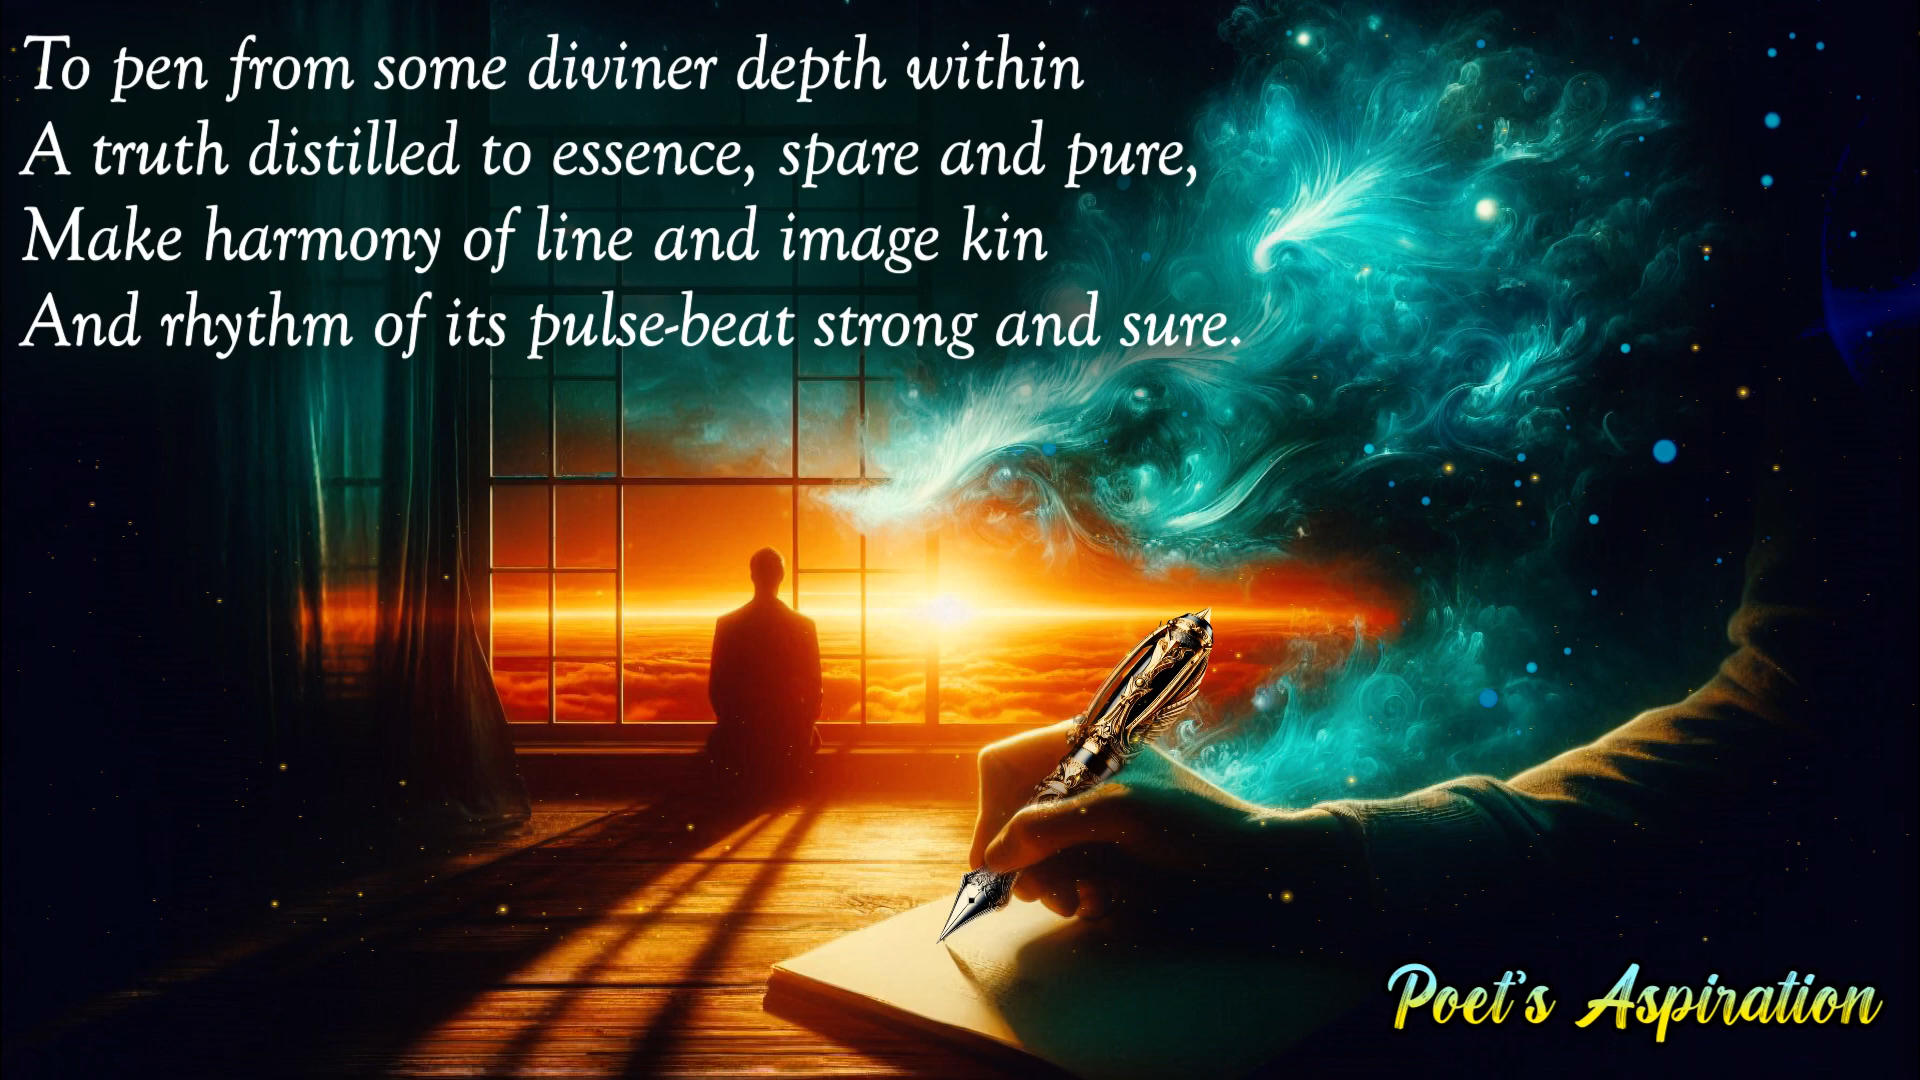 To pen from some diviner depth within
A truth distilled to essence, spare and pure,
Make harmony of line and image kin
And rhythm of its pulse-beat strong and sure.
Poet's Aspiration